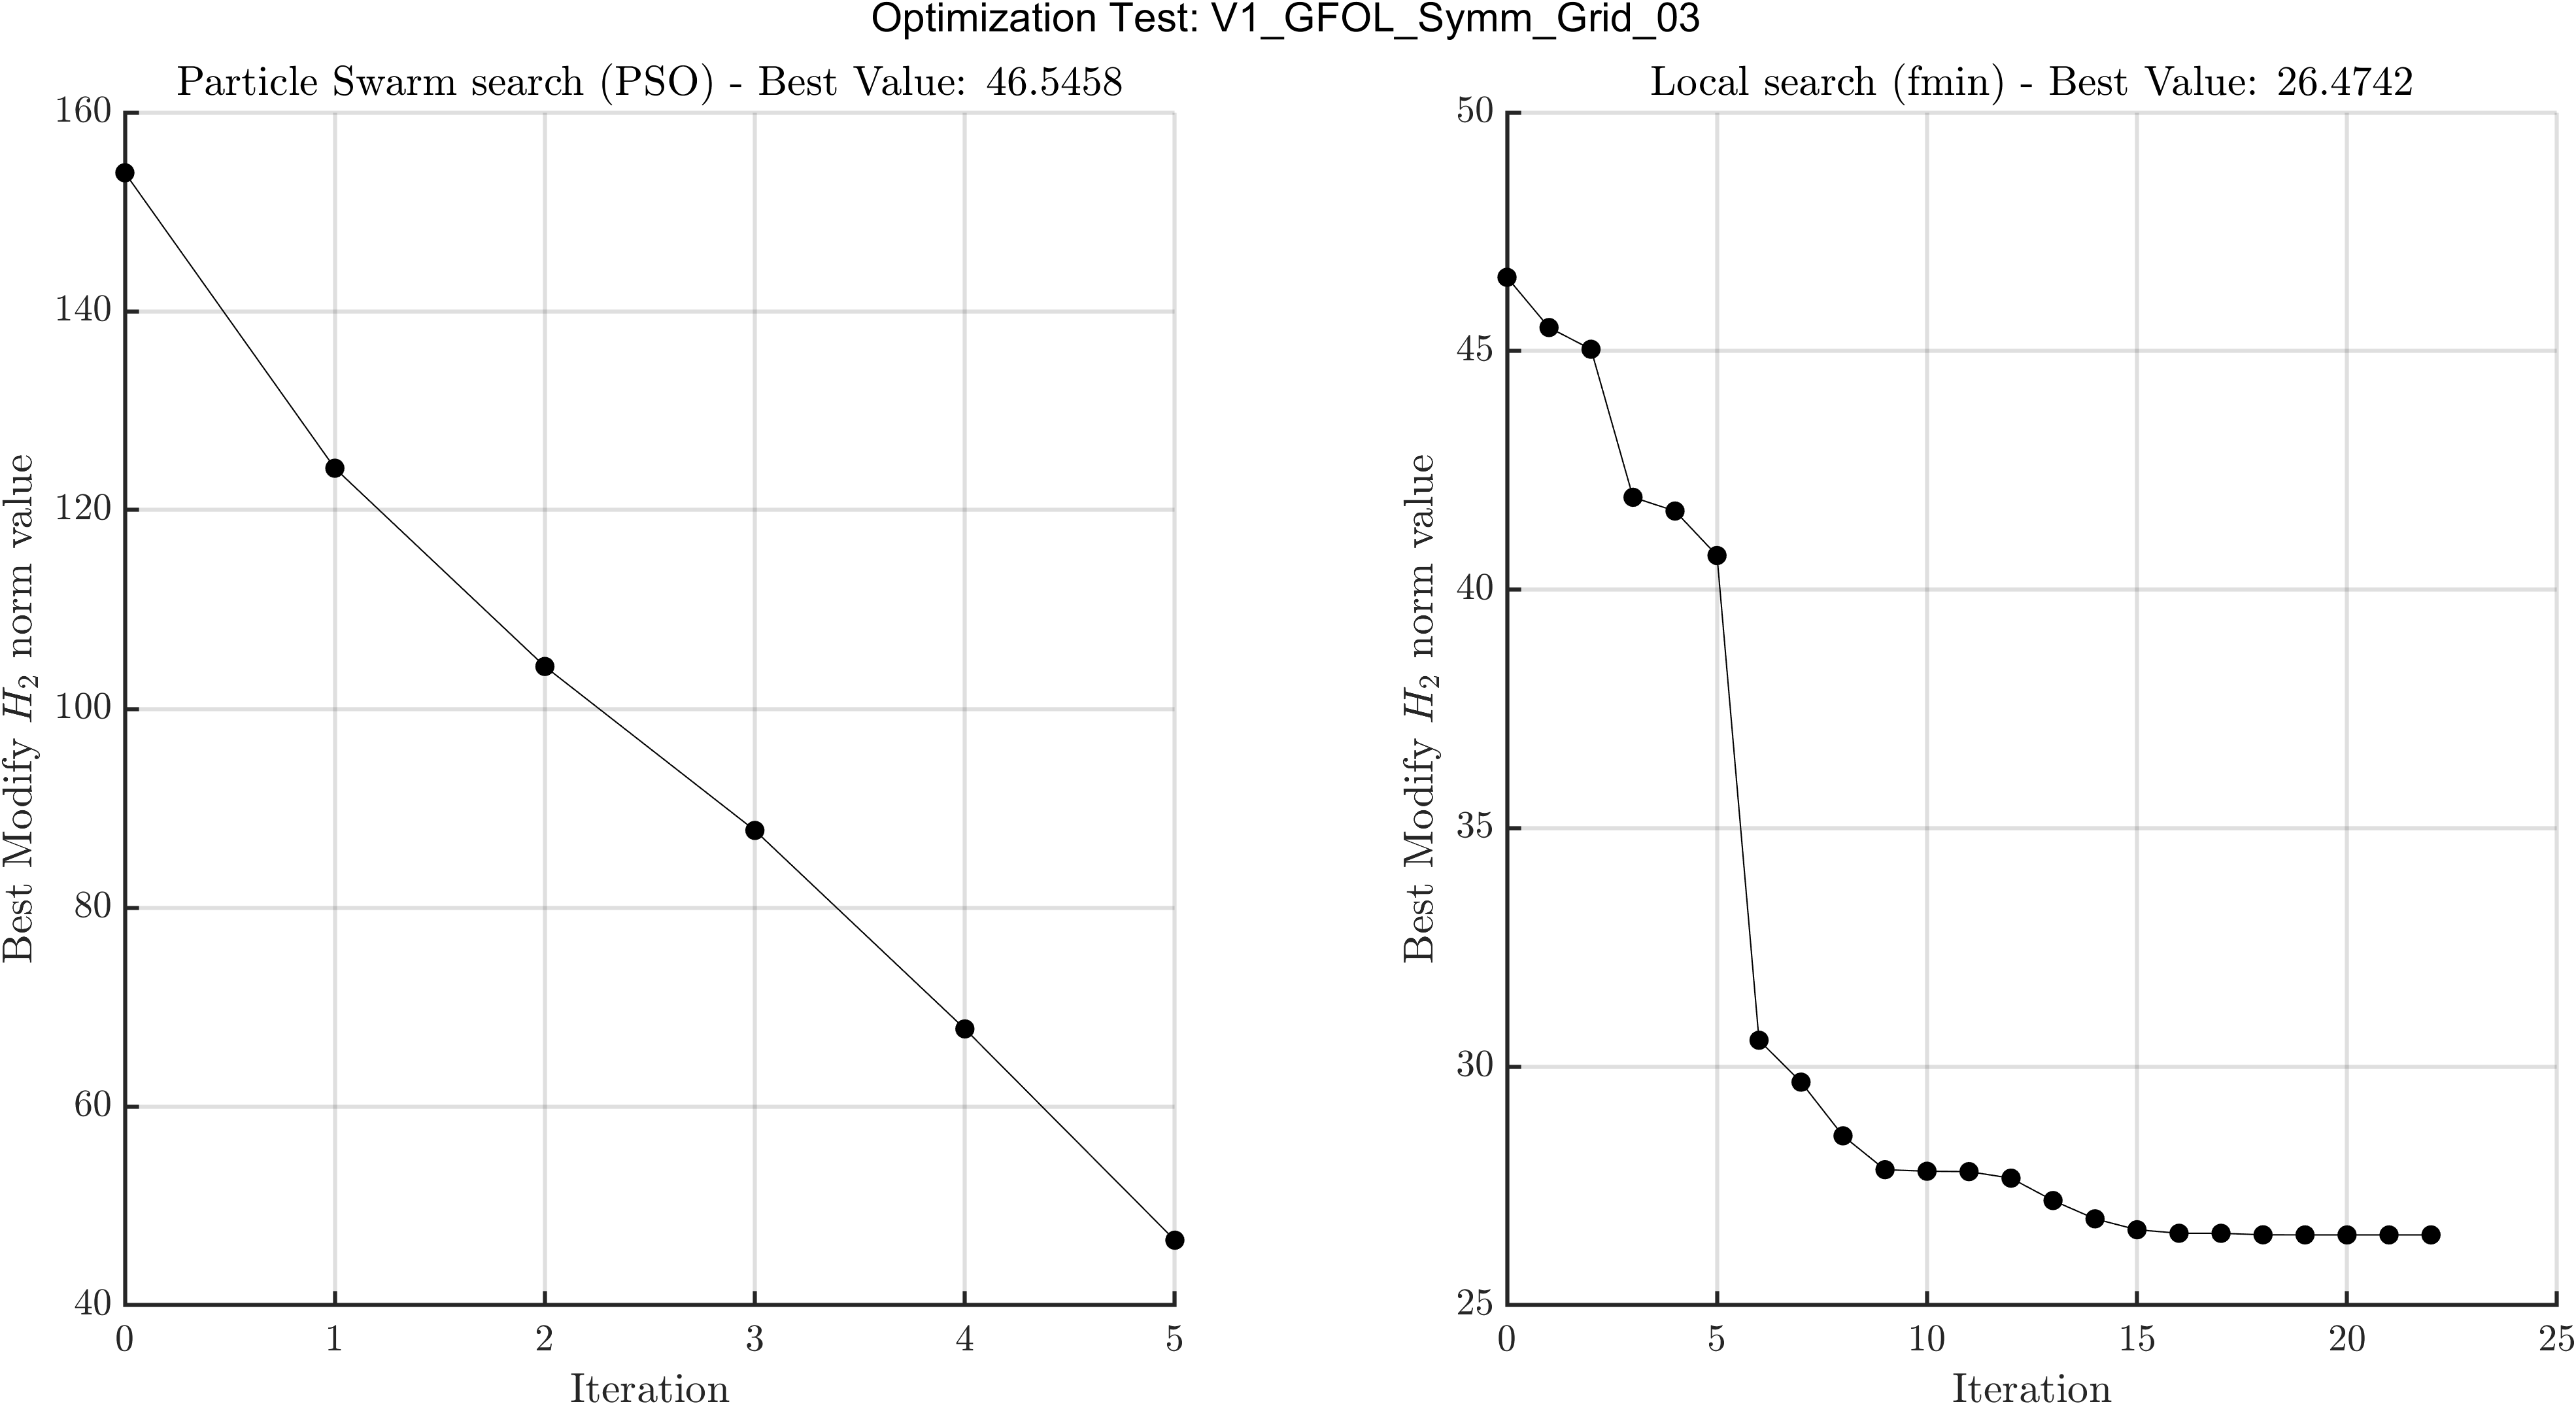 Optimization Test: V1_GFOL_Symm_Grid_03
Particle Swarm search (PSO) - Best Value: 46.5458
160
140
120
100
80
60
40
Best Modify H₂ norm value
0 1 2 3 4 5
Iteration
Local search (fmin) - Best Value: 26.4742
50
45
40
35
30
25
Best Modify H₂ norm value
0 5 10 15 20 25
Iteration